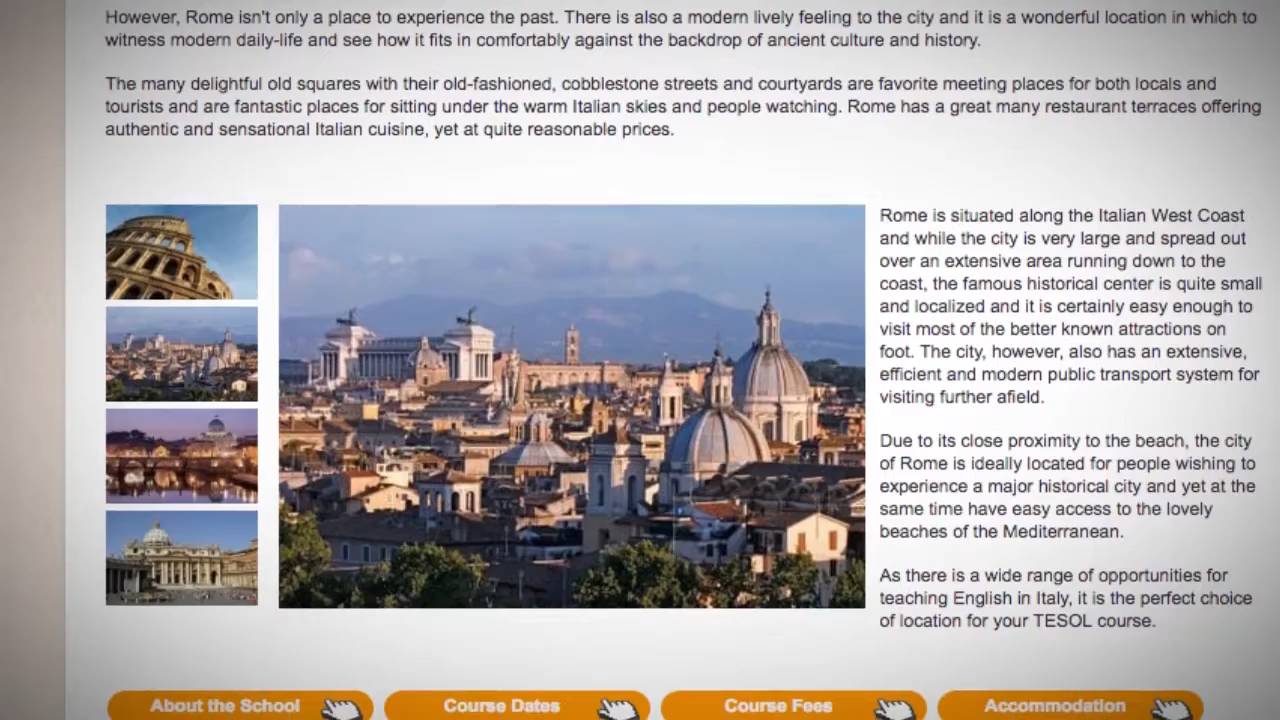 However, Rome isn't only a place to experience the past. There is also a modern lively feeling to the city and it is a wonderful location in which to
witness modern daily-life and see how it fits in comfortably against the backdrop of ancient culture and history.
The many delightful old squares with their old-fashioned, cobblestone streets and courtyards are favorite meeting places for both locals and
tourists and are fantastic places for sitting under the warm Italian skies and people watching. Rome has a great many restaurant terraces offering
authentic and sensational Italian cuisine, yet at quite reasonable prices.
Rome is situated along the Italian West Coast
and while the city is very large and spread out
over an extensive area running down to the
coast, the famous historical center is quite small
and localized and it is certainly easy enough to
visit most of the better known attractions on
foot. The city, however, also has an extensive,
efficient and modern public transport system for
visiting further afield.
Due to its close proximity to the beach, the city
of Rome is ideally located for people wishing to
experience a major historical city and yet at the
same time have easy access to the lovely
beaches of the Mediterranean.
As there is a wide range of opportunities for
teaching English in Italy, it is the perfect choice
of location for your TESOL course.
About the School
Course Dates
Course Fees
Accommodation